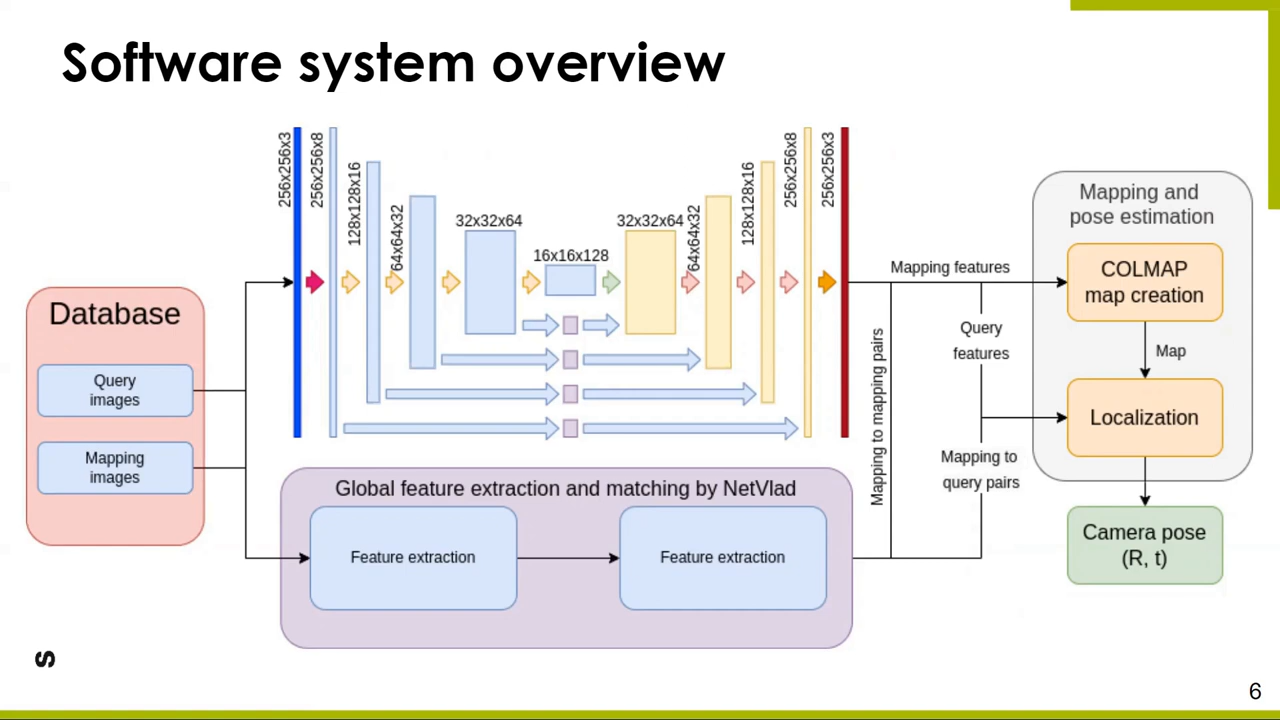 Software system overview
256x256x3
256x256x8
128x128x16
64x64x32
32x32x64
16x16x128
32x32x64
64x64x32
128x128x16
256x256x8
256x256x3
Database
Query
images
Mapping
images
Global feature extraction and matching by NetVlad
Feature extraction
Feature extraction
Mapping features
Mapping to mapping pairs
Query
features
Mapping to
query pairs
Mapping and
pose estimation
COLMAP
map creation
Map
Localization
Camera pose
(R, t)
s
6